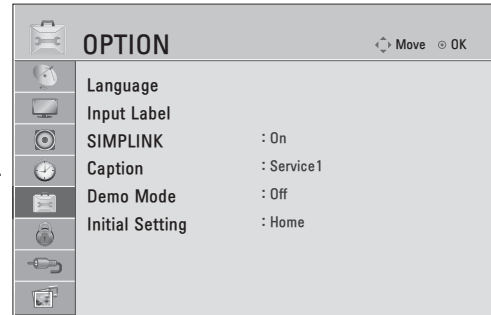 OPTION
Move OK
Language
Input Label
SIMPLINK : On
Caption : Service1
Demo Mode : Off
Initial Setting : Home